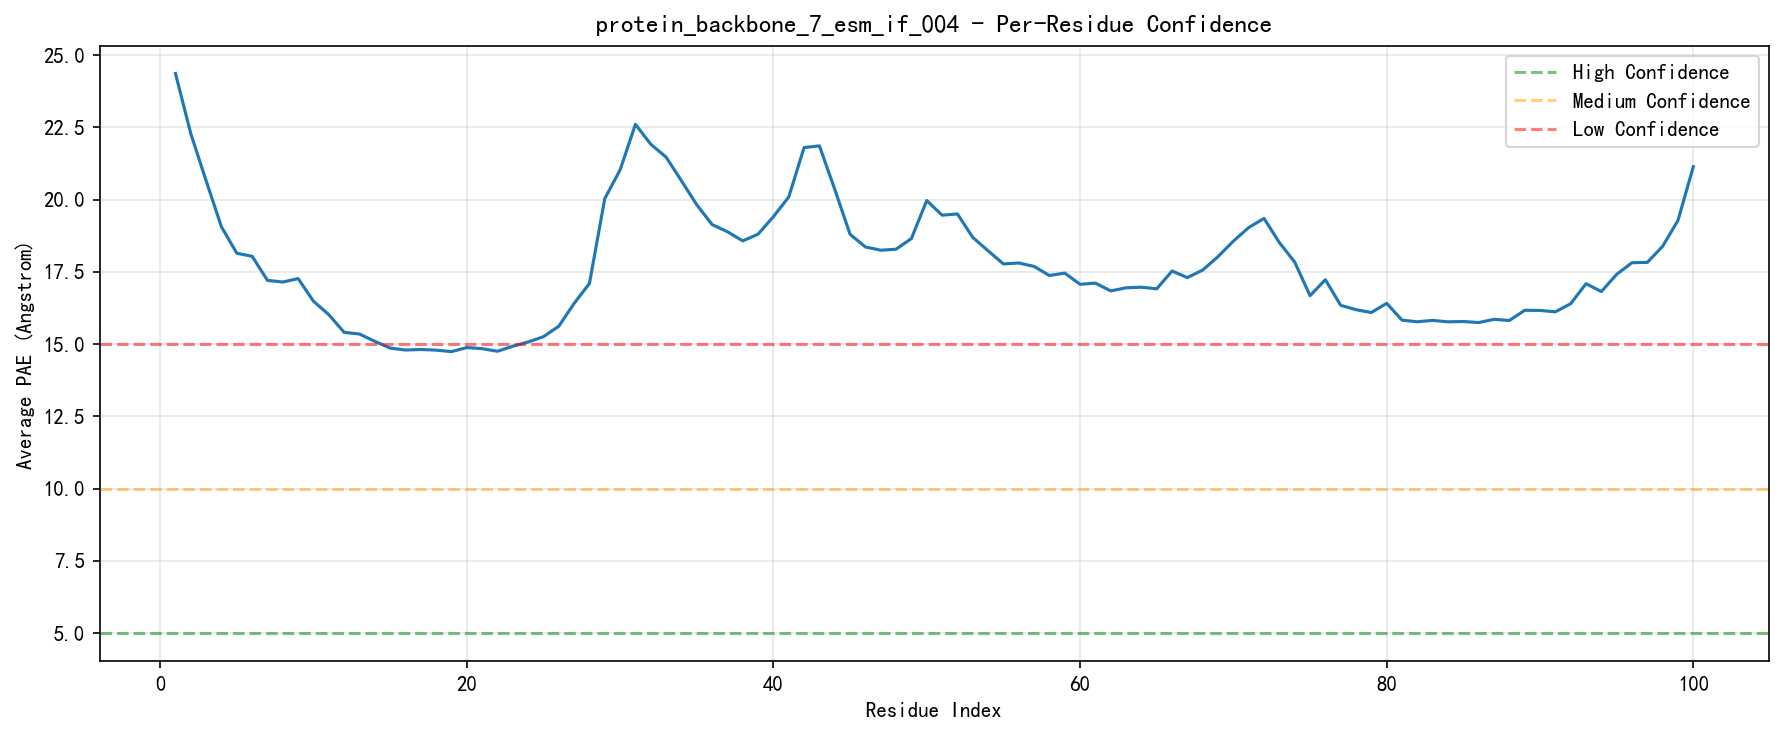 protein_backbone_7_esm_if_004 - Per-Residue Confidence
25.0
22.5
20.0
17.5
15.0
12.5
10.0
7.5
5.0
Average PAE (Angstrom)
High Confidence
Medium Confidence
Low Confidence
0 20 40 60 80 100
Residue Index